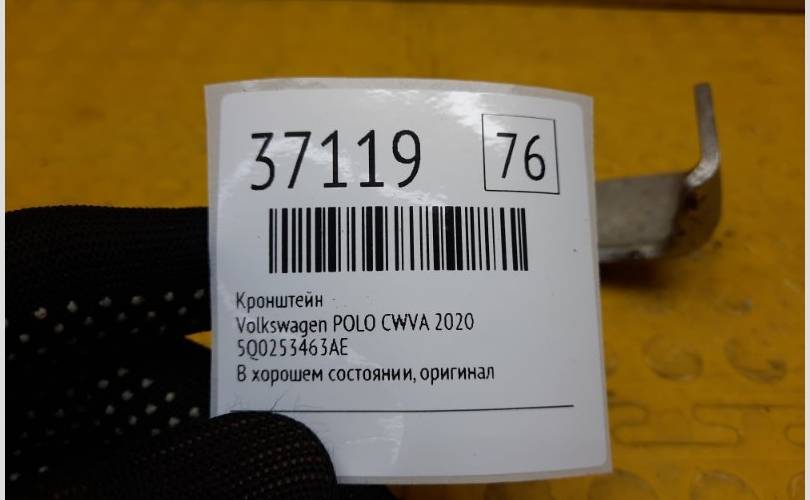 37119 76
Кронштейн
Volkswagen POLO CWVA 2020
5Q0253463AE
В хорошем состоянии, оригинал